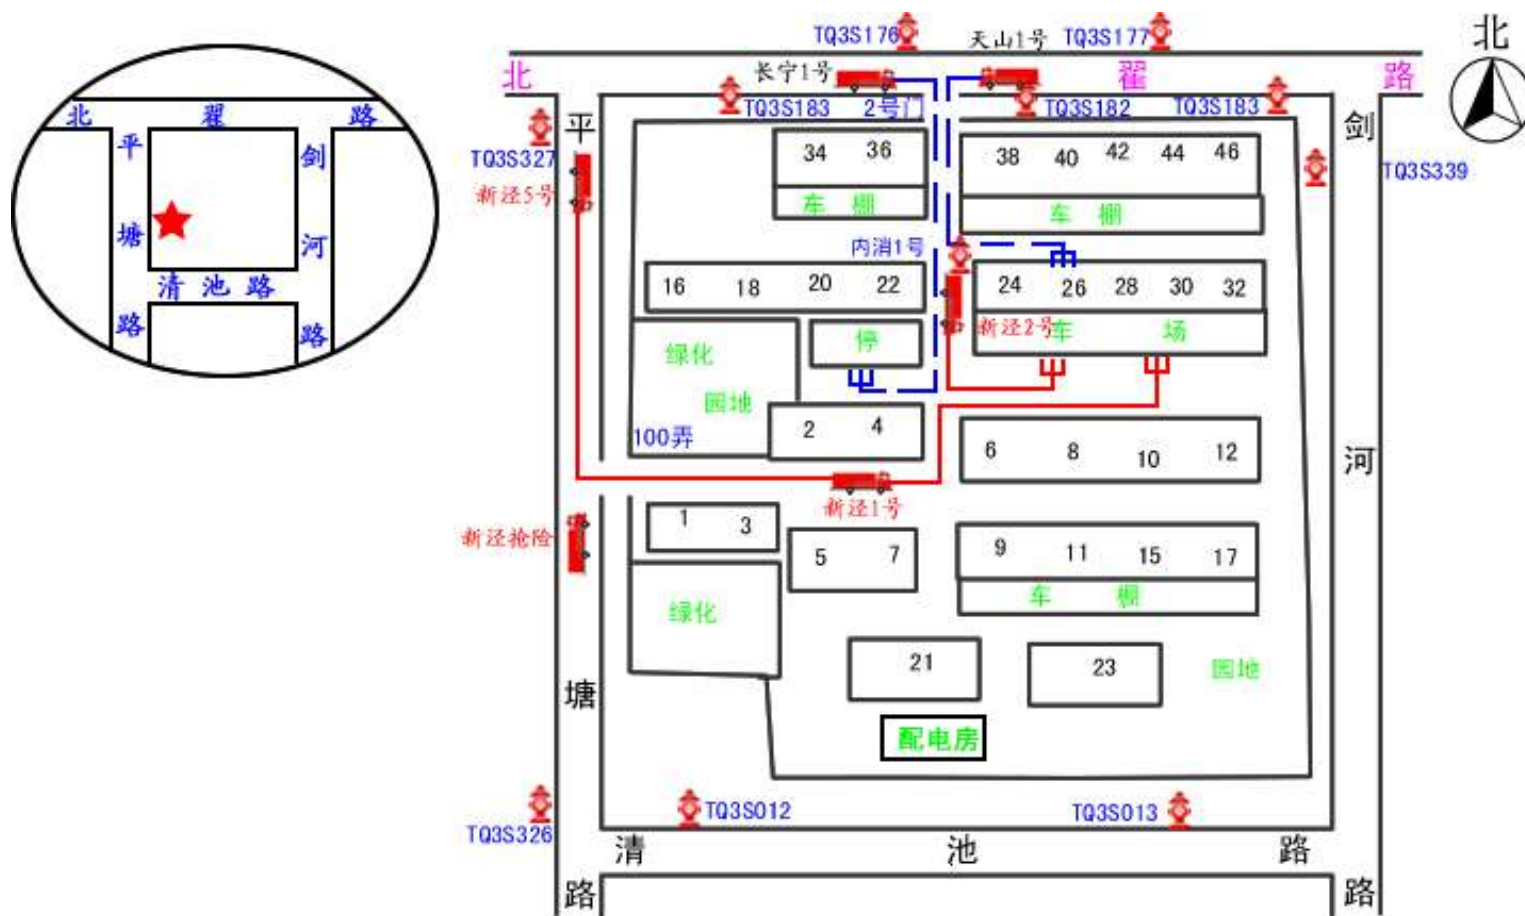 北
TQ3S176
天山1号
TQ3S177
北 翟 路
长宁1号
TQ3S183
2号门
TQ3S182
TQ3S183
北 翟 路
平 塘 路
剑 河 路
清 池 路
平 塘 路
剑 河 路
TQ3S327
新泾5号
TQ3S339
34 36
车 棚
38 40 42 44 46
车 棚
内消1号
16 18 20 22
24 26 28 30 32
新泾2号
停 车 场
绿化
园地
100弄
2 4
6 8 10 12
新泾1号
新泾抢险
1 3
5 7
9 11 15 17
车 棚
绿化
21
23
园地
配电房
TQ3S326
TQ3S012
TQ3S013
清 池 路